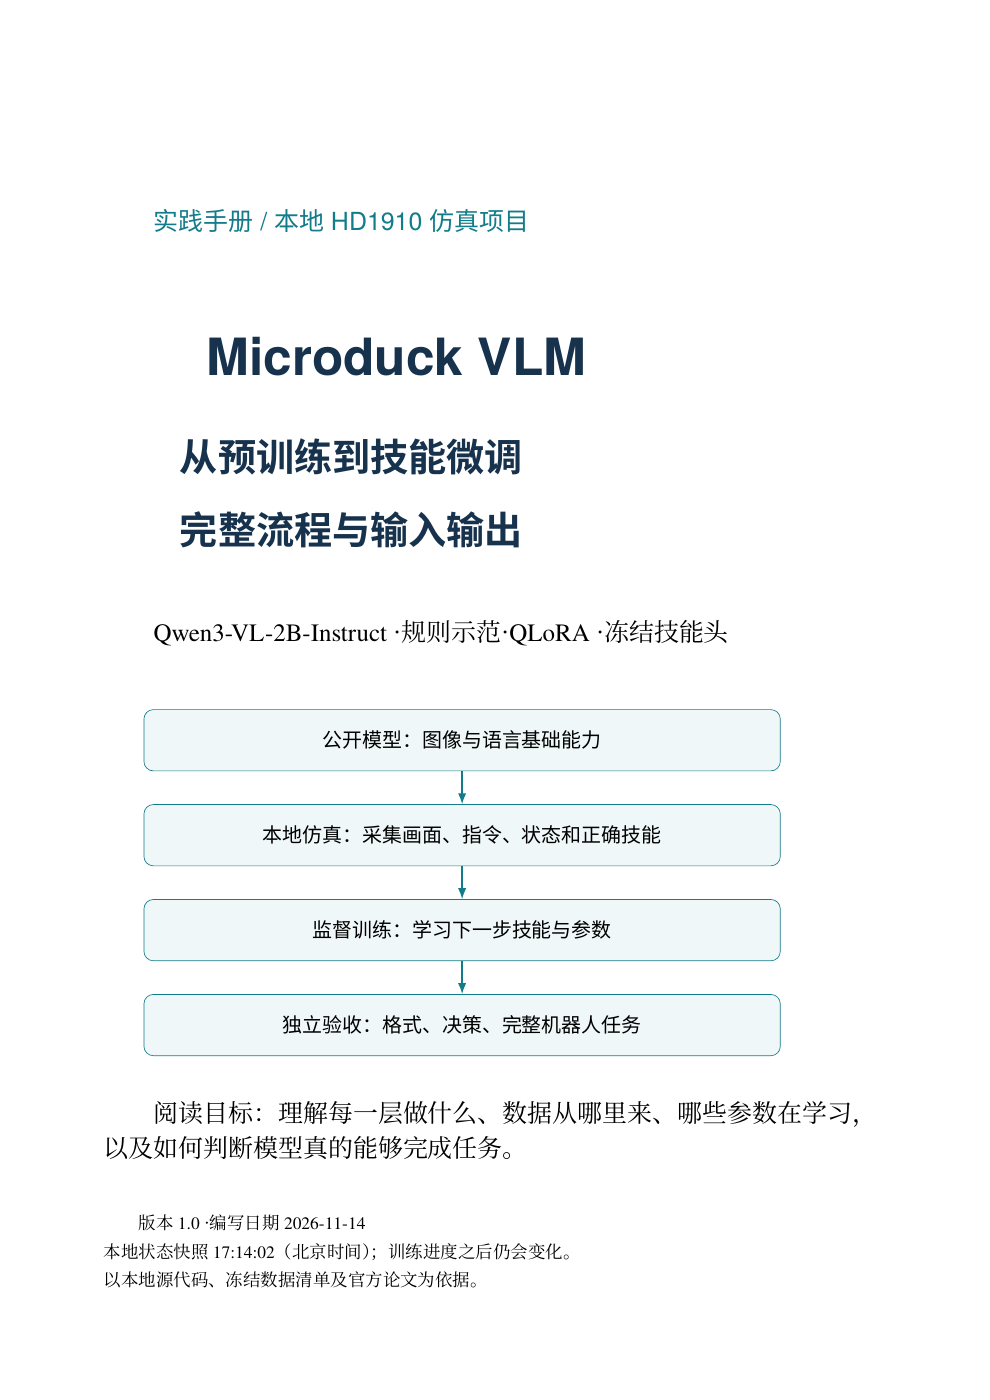 实践手册 / 本地 HD1910 仿真项目
Microduck VLM
从预训练到技能微调
完整流程与输入输出
Qwen3-VL-2B-Instruct ·规则示范·QLoRA ·冻结技能头
公开模型：图像与语言基础能力
本地仿真：采集画面、指令、状态和正确技能
监督训练：学习下一步技能与参数
独立验收：格式、决策、完整机器人任务
阅读目标：理解每一层做什么、数据从哪里来、哪些参数在学习，
以及如何判断模型真的能够完成任务。
版本 1.0 ·编写日期 2026-11-14
本地状态快照 17:14:02（北京时间）；训练进度之后仍会变化。
以本地源代码、冻结数据清单及官方论文为依据。